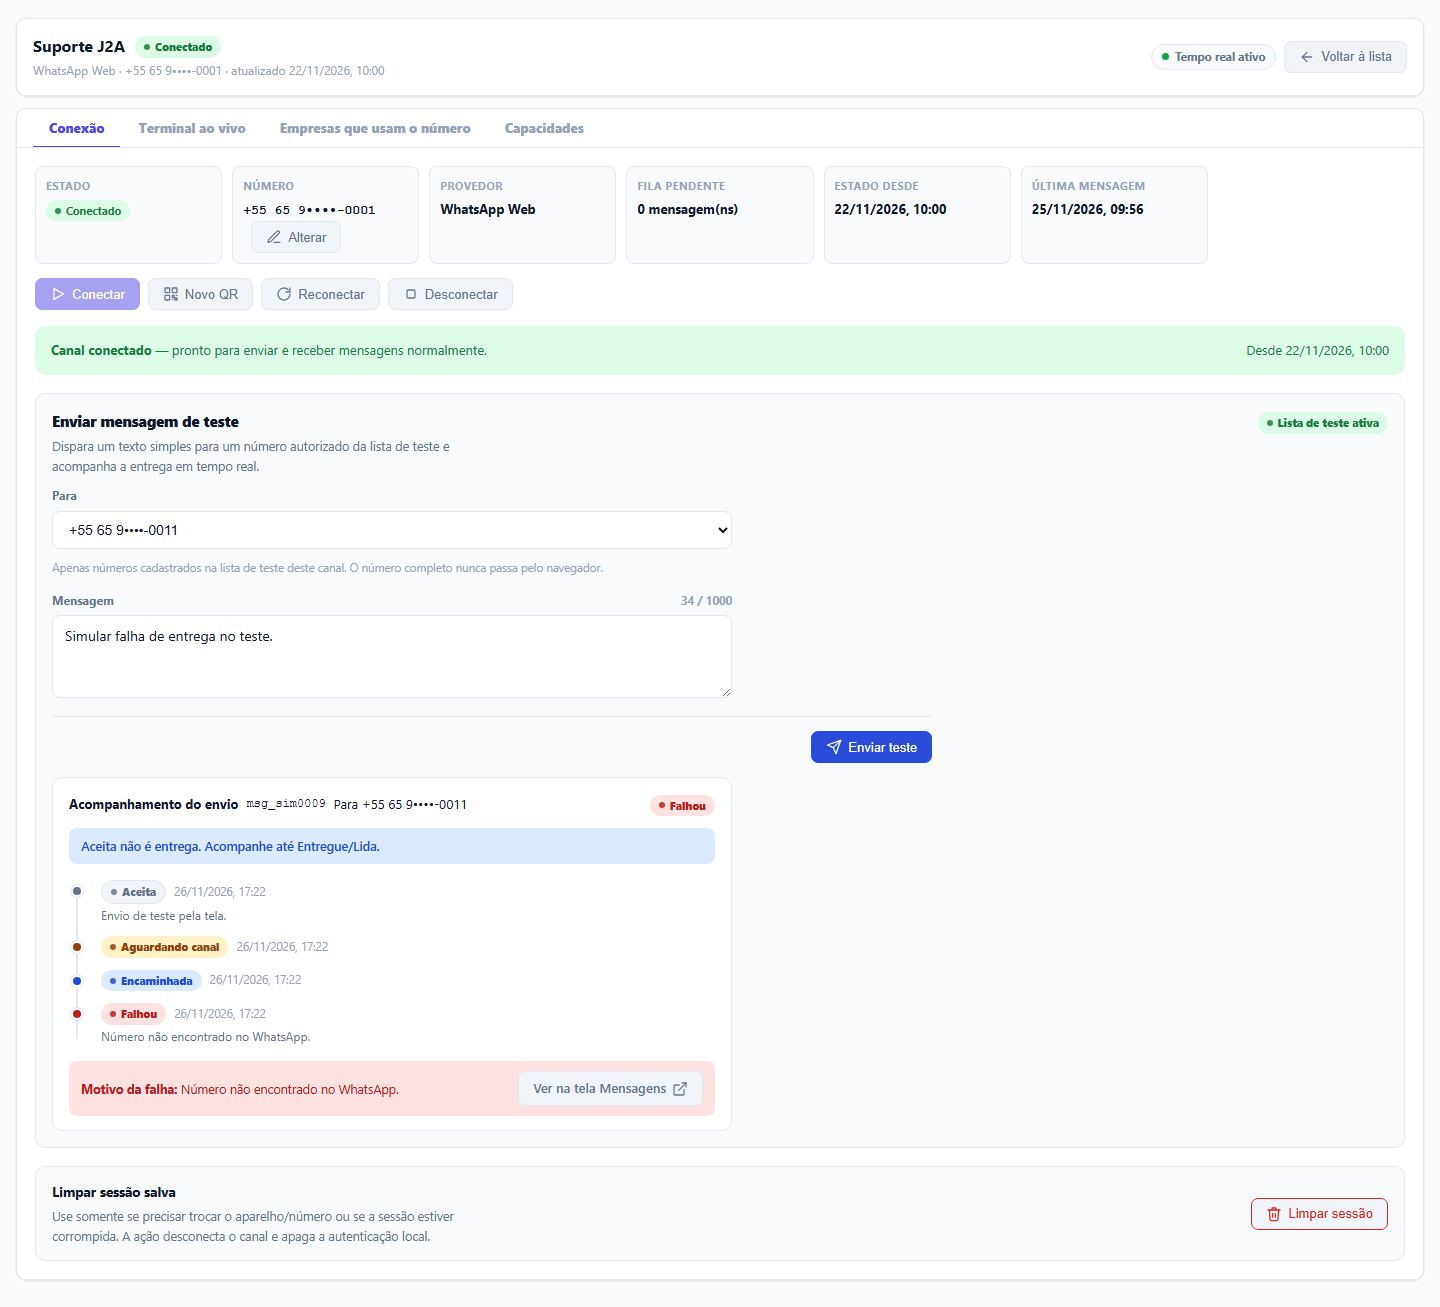 Suporte J2A Conectado
WhatsApp Web · +55 65 9••••-0001 · atualizado 22/11/2026, 10:00
Tempo real ativo
Voltar à lista
Conexão Terminal ao vivo Empresas que usam o número Capacidades
ESTADO
Conectado
NÚMERO
+55 65 9••••-0001
Alterar
PROVEDOR
WhatsApp Web
FILA PENDENTE
0 mensagem(ns)
ESTADO DESDE
22/11/2026, 10:00
ÚLTIMA MENSAGEM
25/11/2026, 09:56
Conectar Novo QR Reconectar Desconectar
Canal conectado — pronto para enviar e receber mensagens normalmente. Desde 22/11/2026, 10:00
Enviar mensagem de teste
Lista de teste ativa
Dispara um texto simples para um número autorizado da lista de teste e
acompanha a entrega em tempo real.
Para
+55 65 9••••-0011
Apenas números cadastrados na lista de teste deste canal. O número completo nunca passa pelo navegador.
Mensagem 34 / 1000
Simular falha de entrega no teste.
Enviar teste
Acompanhamento do envio msg_sim0009 Para +55 65 9••••-0011 Falhou
Aceita não é entrega. Acompanhe até Entregue/Lida.
Aceita 26/11/2026, 17:22
Envio de teste pela tela.
Aguardando canal 26/11/2026, 17:22
Encaminhada 26/11/2026, 17:22
Falhou 26/11/2026, 17:22
Número não encontrado no WhatsApp.
Motivo da falha: Número não encontrado no WhatsApp. Ver na tela Mensagens
Limpar sessão salva
Use somente se precisar trocar o aparelho/número ou se a sessão estiver
corrompida. A ação desconecta o canal e apaga a autenticação local.
Limpar sessão